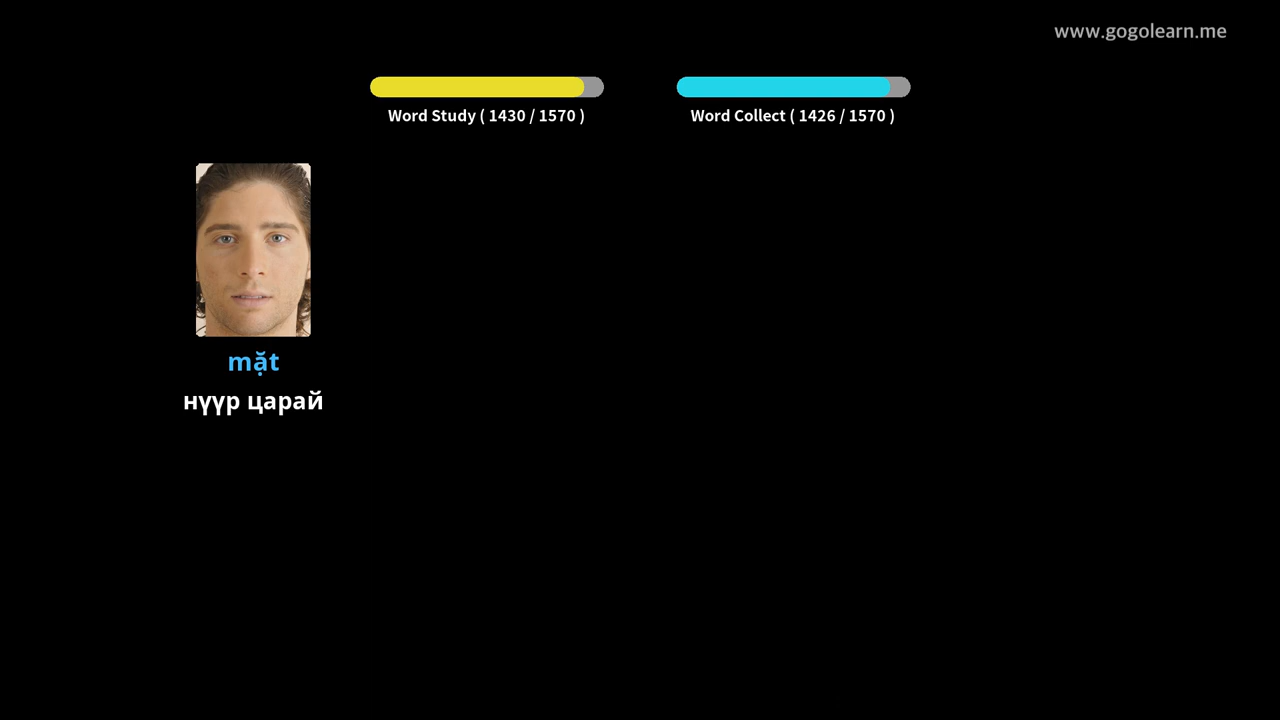 www.gogolearn.me
Word Study ( 1430 / 1570 )
Word Collect ( 1426 / 1570 )
mặt
нүүр царай